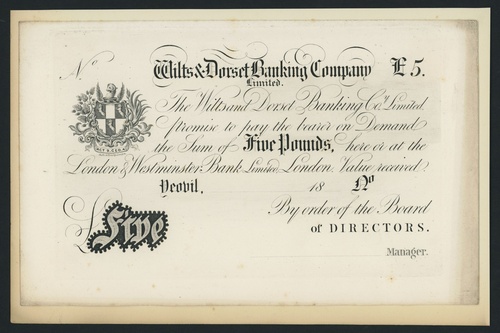 No Wilts & Dorset Banking Company £5.
Limited.
The Wilts and Dorset Banking Co. Limited
promise to pay the bearer on Demand
the Sum of Five Pounds, here or at the
London & Westminster Bank Limited London. Value received
Yeovil, 18 No
By order of the Board
of DIRECTORS.
£ Five
Manager.